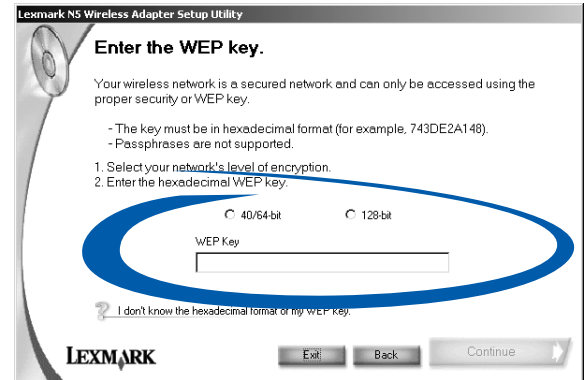 Lexmark N5 Wireless Adapter Setup Utility
Enter the WEP key.
Your wireless network is a secured network and can only be accessed using the
proper security or WEP key.
- The key must be in hexadecimal format (for example, 743DE2A148).
- Passphrases are not supported.
1. Select your network's level of encryption.
2. Enter the hexadecimal WEP key.
40/64-bit 128-bit
WEP Key
? I don't know the hexadecimal format of my WEP key.
LEXMARK Exit Back Continue